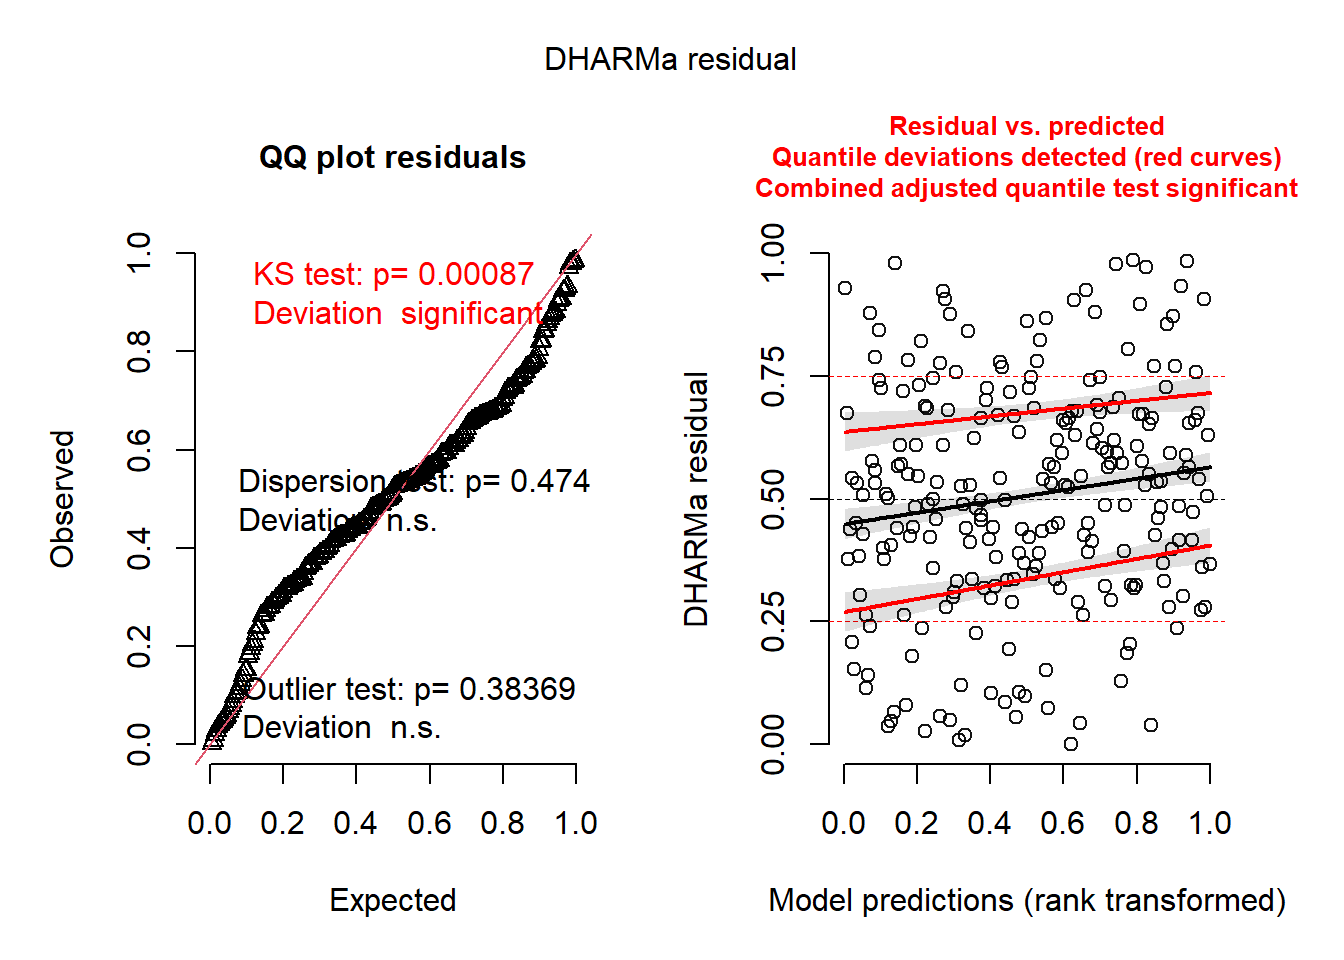 DHARMa residual
QQ plot residuals
KS test: p= 0.00087
Deviation  significant
Dispersion test: p= 0.474
Deviation  n.s.
Outlier test: p= 0.38369
Deviation  n.s.
Observed
0.0 0.2 0.4 0.6 0.8 1.0
0.0 0.2 0.4 0.6 0.8 1.0
Expected
Residual vs. predicted
Quantile deviations detected (red curves)
Combined adjusted quantile test significant
DHARMa residual
0.00 0.25 0.50 0.75 1.00
0.0 0.2 0.4 0.6 0.8 1.0
Model predictions (rank transformed)